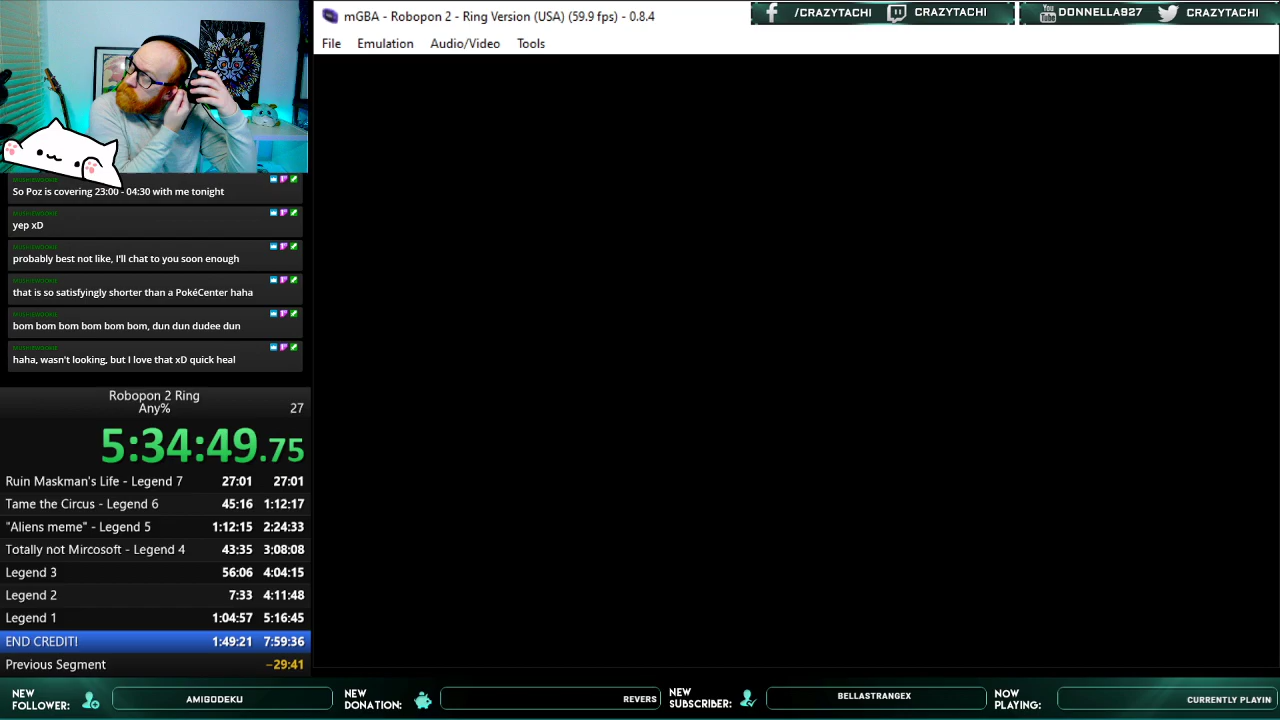 mGBA - Robopon 2 - Ring Version (USA) (59.9 fps) - 0.8.4
/CRAZYTACHI
CRAZYTACHI
You Tube
DONNELLA827
CRAZYTACHI
File Emulation Audio/Video Tools
So Poz is covering 23:00 - 04:30 with me tonight
yep xD
probably best not like, I'll chat to you soon enough
that is so satisfyingly shorter than a PokéCenter haha
bom bom bom bom bom bom, dun dun dudee dun
haha, wasn't looking, but I love that xD quick heal
Robopon 2 Ring
Any% 27
5:34:49.75
Ruin Maskman's Life - Legend 7 27:01 27:01
Tame the Circus - Legend 6 45:16 1:12:17
"Aliens meme" - Legend 5 1:12:15 2:24:33
Totally not Mircosoft - Legend 4 43:35 3:08:08
Legend 3 56:06 4:04:15
Legend 2 7:33 4:11:48
Legend 1 1:04:57 5:16:45
END CREDIT! 1:49:21 7:59:36
Previous Segment −29:41
NEW FOLLOWER: AMIGODEKU
NEW DONATION: REVERS
NEW SUBSCRIBER: BELLASTRANGEX
NOW PLAYING: CURRENTLY PLAYIN